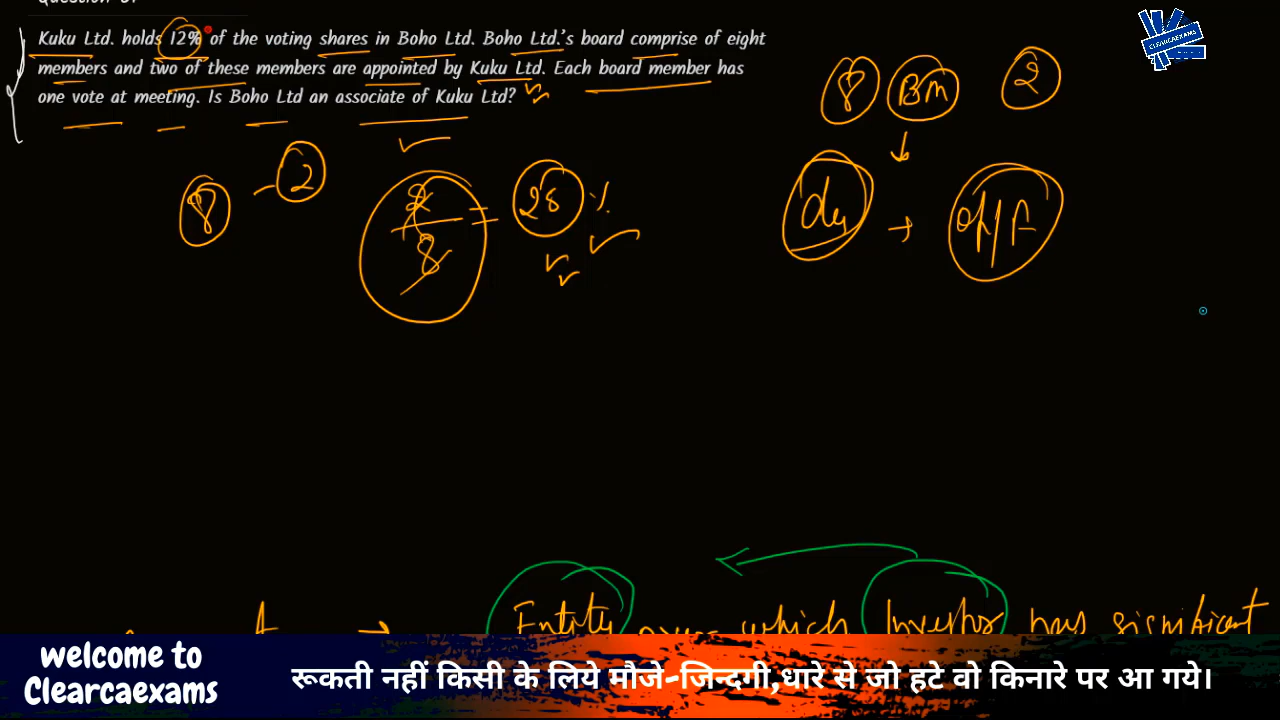 Kuku Ltd. holds 12% of the voting shares in Boho Ltd. Boho Ltd.'s board comprise of eight
members and two of these members are appointed by Kuku Ltd. Each board member has
one vote at meeting. Is Boho Ltd an associate of Kuku Ltd?
CLEARCAEXAMS
8 BM 2
8 - 2
2/8 = 25 %
Entity over which Investor has significant
welcome to
Clearcaexams
रूकती नहीं किसी के लिये मौजे-जिन्दगी,धारे से जो हटे वो किनारे पर आ गये।